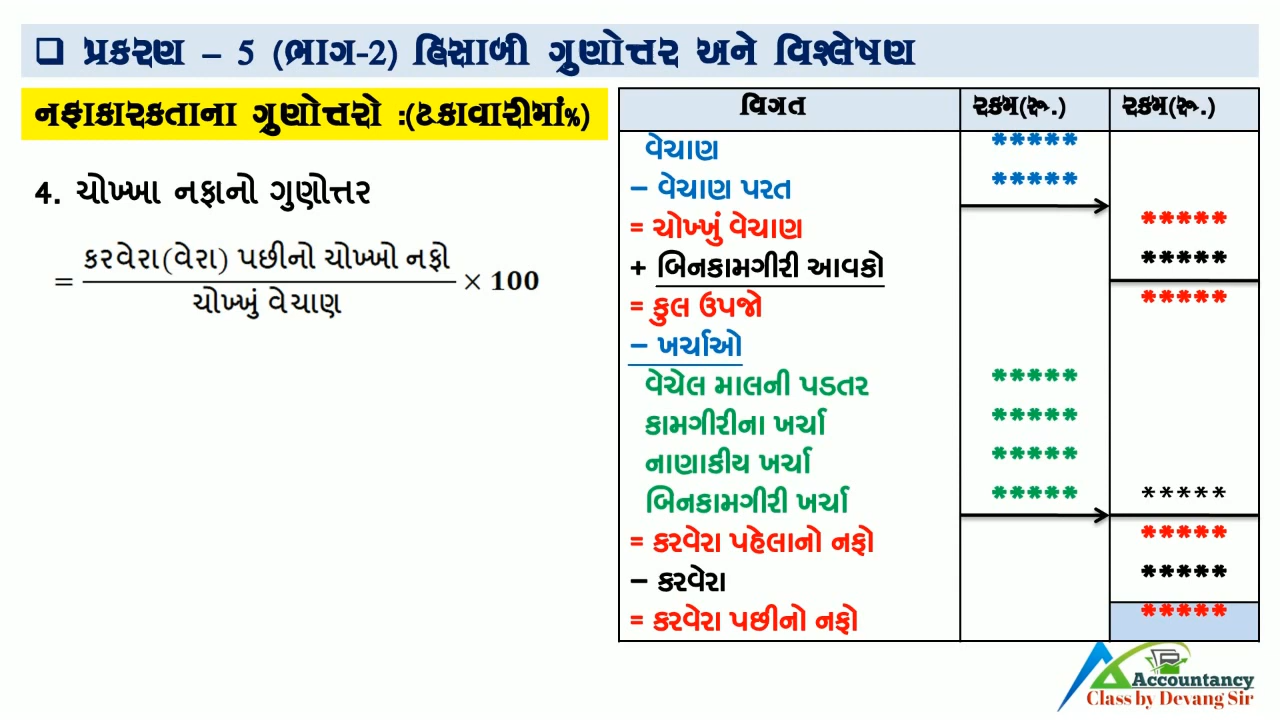 ❑ પ્રકરણ – 5 (ભાગ-2) હિસાબી ગુણોત્તર અને વિશ્લેષણ
નફાકારકતાના ગુણોત્તરો :(ટકાવારીમાં%)
4. ચોખ્ખા નફાનો ગુણોત્તર
= કરવેરા(વેરા) પછીનો ચોખ્ખો નફો
ચોખ્ખું વેચાણ
× 100
વિગત રકમ(રૂ.) રકમ(રૂ.)
વેચાણ *****
– વેચાણ પરત *****
= ચોખ્ખું વેચાણ *****
+ બિનકામગીરી આવકો *****
= કુલ ઉપજો *****
– ખર્ચાઓ
વેચેલ માલની પડતર *****
કામગીરીના ખર્ચા *****
નાણાકીય ખર્ચા *****
બિનકામગીરી ખર્ચા ***** *****
= કરવેરા પહેલાનો નફો *****
– કરવેરા *****
= કરવેરા પછીનો નફો *****
Accountancy
Class by Devang Sir